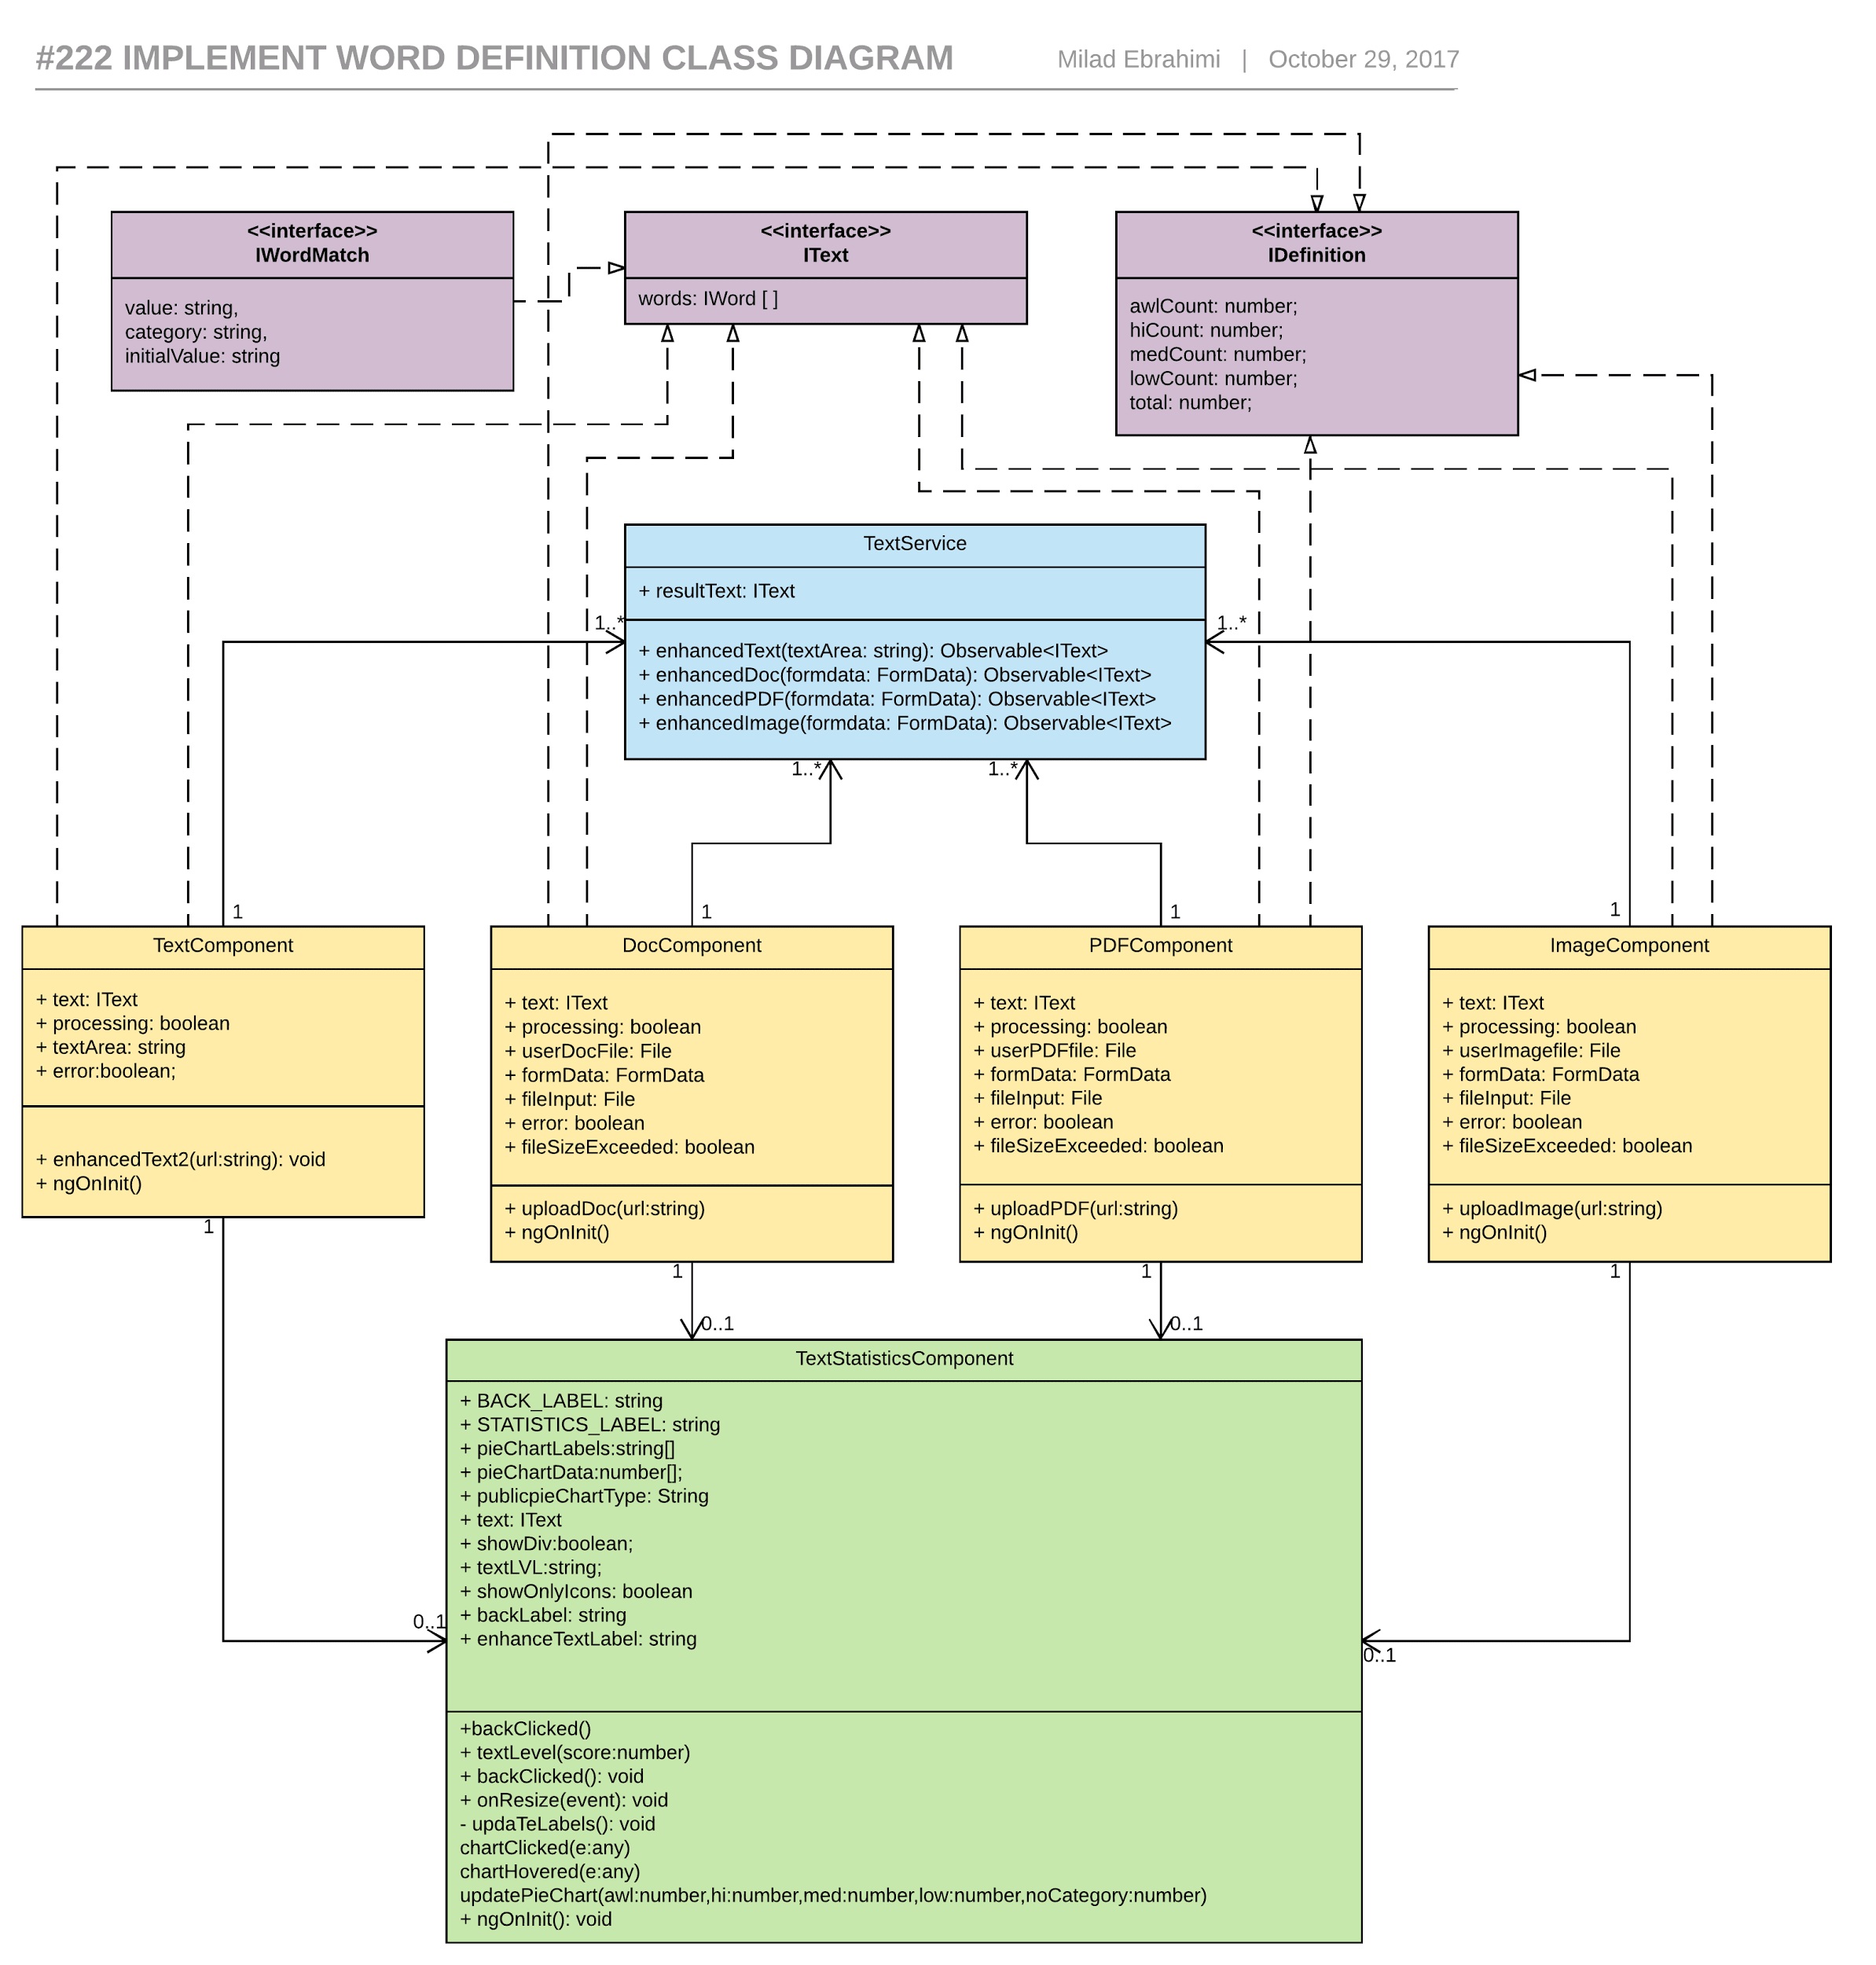 #222 IMPLEMENT WORD DEFINITION CLASS DIAGRAM
Milad Ebrahimi | October 29, 2017
<<interface>>
IWordMatch
value: string,
category: string,
initialValue: string
<<interface>>
IText
words: IWord [ ]
<<interface>>
IDefinition
awlCount: number;
hiCount: number;
medCount: number;
lowCount: number;
total: number;
TextService
+ resultText: IText
+ enhancedText(textArea: string): Observable<IText>
+ enhancedDoc(formdata: FormData): Observable<IText>
+ enhancedPDF(formdata: FormData): Observable<IText>
+ enhancedImage(formdata: FormData): Observable<IText>
1..*
1..*
1..*
1..*
1
1
1
1
TextComponent
+ text: IText
+ processing: boolean
+ textArea: string
+ error:boolean;
+ enhancedText2(url:string): void
+ ngOnInit()
DocComponent
+ text: IText
+ processing: boolean
+ userDocFile: File
+ formData: FormData
+ fileInput: File
+ error: boolean
+ fileSizeExceeded: boolean
+ uploadDoc(url:string)
+ ngOnInit()
PDFComponent
+ text: IText
+ processing: boolean
+ userPDFfile: File
+ formData: FormData
+ fileInput: File
+ error: boolean
+ fileSizeExceeded: boolean
+ uploadPDF(url:string)
+ ngOnInit()
ImageComponent
+ text: IText
+ processing: boolean
+ userImagefile: File
+ formData: FormData
+ fileInput: File
+ error: boolean
+ fileSizeExceeded: boolean
+ uploadImage(url:string)
+ ngOnInit()
1
1
1
1
0..1
0..1
0..1
0..1
TextStatisticsComponent
+ BACK_LABEL: string
+ STATISTICS_LABEL: string
+ pieChartLabels:string[]
+ pieChartData:number[];
+ publicpieChartType: String
+ text: IText
+ showDiv:boolean;
+ textLVL:string;
+ showOnlyIcons: boolean
+ backLabel: string
+ enhanceTextLabel: string
+backClicked()
+ textLevel(score:number)
+ backClicked(): void
+ onResize(event): void
- updaTeLabels(): void
chartClicked(e:any)
chartHovered(e:any)
updatePieChart(awl:number,hi:number,med:number,low:number,noCategory:number)
+ ngOnInit(): void